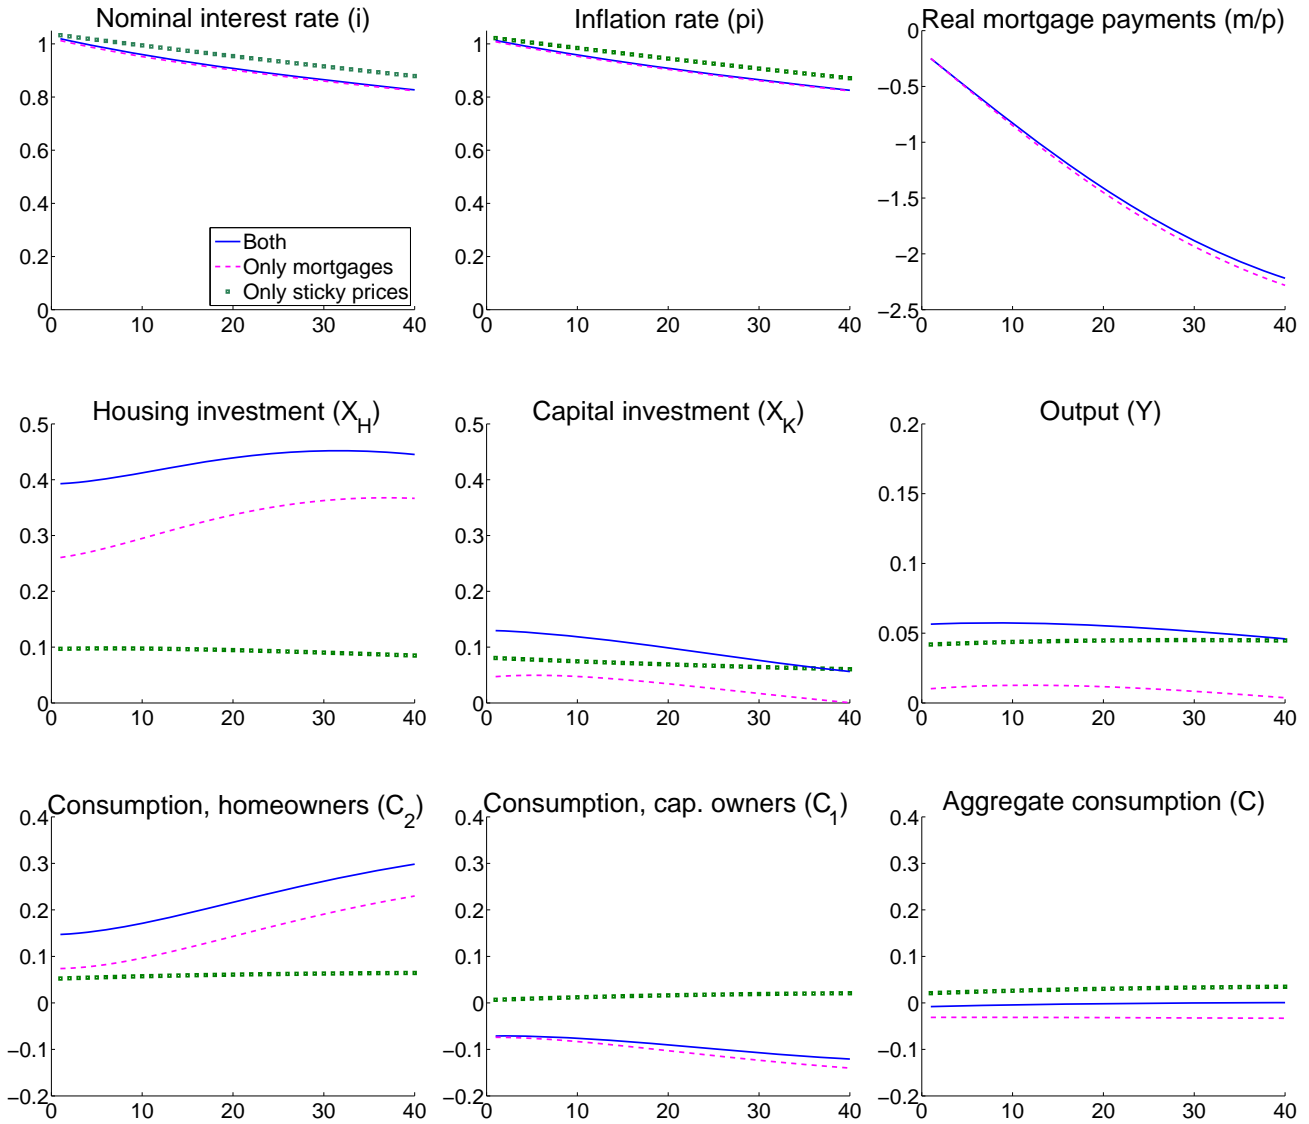 Nominal interest rate (i)
Inflation rate (pi)
Real mortgage payments (m/p)
1
0.8
0.6
0.4
0.2
0
0 10 20 30 40
Both
Only mortgages
Only sticky prices
1
0.8
0.6
0.4
0.2
0
0 10 20 30 40
0
−0.5
−1
−1.5
−2
−2.5
0 10 20 30 40
Housing investment (X_H)
Capital investment (X_K)
Output (Y)
0.5
0.4
0.3
0.2
0.1
0
0 10 20 30 40
0.5
0.4
0.3
0.2
0.1
0
0 10 20 30 40
0.2
0.15
0.1
0.05
0
0 10 20 30 40
Consumption, homeowners (C_2)
Consumption, cap. owners (C_1)
Aggregate consumption (C)
0.4
0.3
0.2
0.1
0
−0.1
−0.2
0 10 20 30 40
0.4
0.3
0.2
0.1
0
−0.1
−0.2
0 10 20 30 40
0.4
0.3
0.2
0.1
0
−0.1
−0.2
0 10 20 30 40